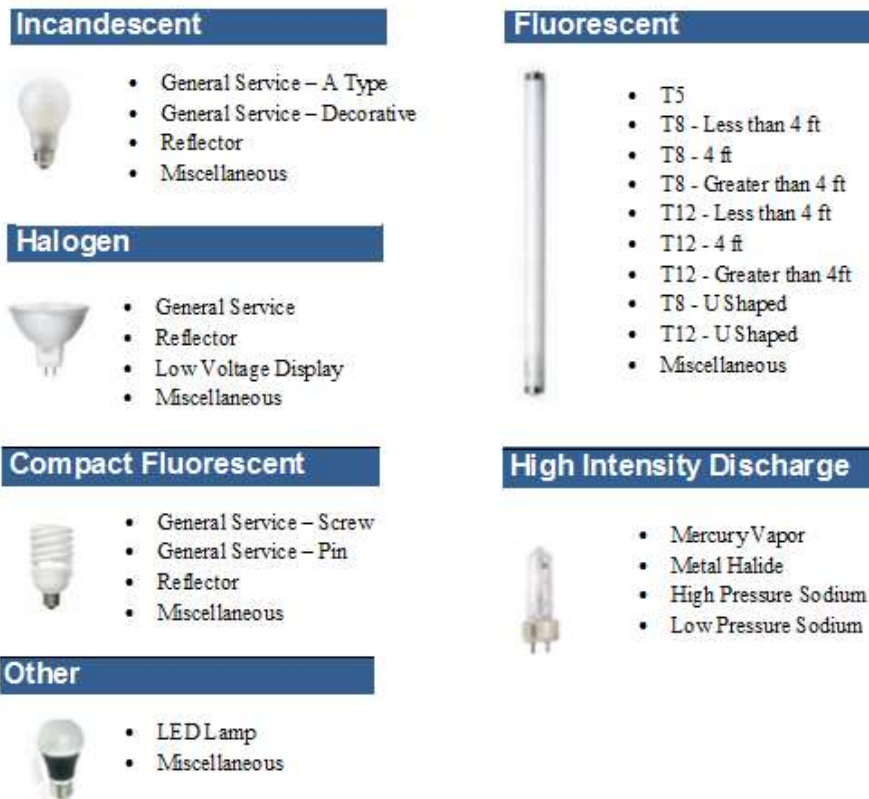 Incandescent
• General Service – A Type
• General Service – Decorative
• Reflector
• Miscellaneous
Halogen
• General Service
• Reflector
• Low Voltage Display
• Miscellaneous
Compact Fluorescent
• General Service – Screw
• General Service – Pin
• Reflector
• Miscellaneous
Other
• LED Lamp
• Miscellaneous
Fluorescent
• T5
• T8 - Less than 4 ft
• T8 - 4 ft
• T8 - Greater than 4 ft
• T12 - Less than 4 ft
• T12 - 4 ft
• T12 - Greater than 4ft
• T8 - U Shaped
• T12 - U Shaped
• Miscellaneous
High Intensity Discharge
• Mercury Vapor
• Metal Halide
• High Pressure Sodium
• Low Pressure Sodium